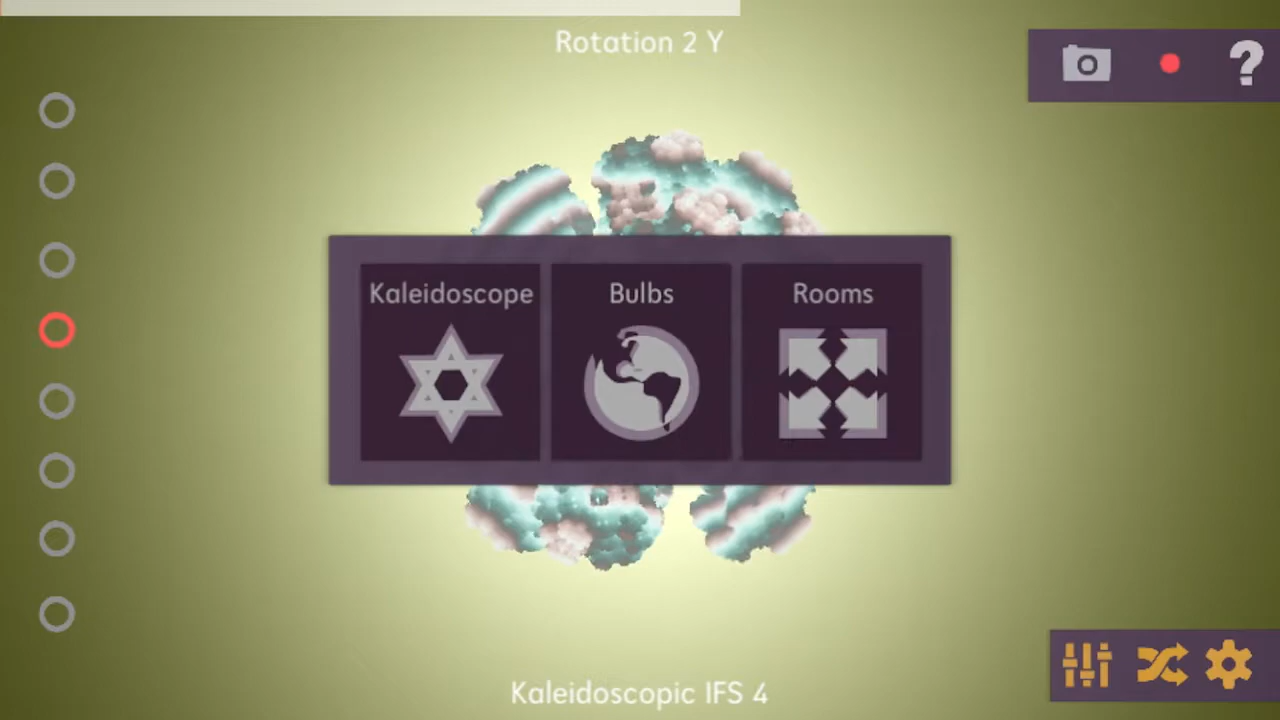 Rotation 2 Y
?
Kaleidoscope
Bulbs
Rooms
Kaleidoscopic IFS 4